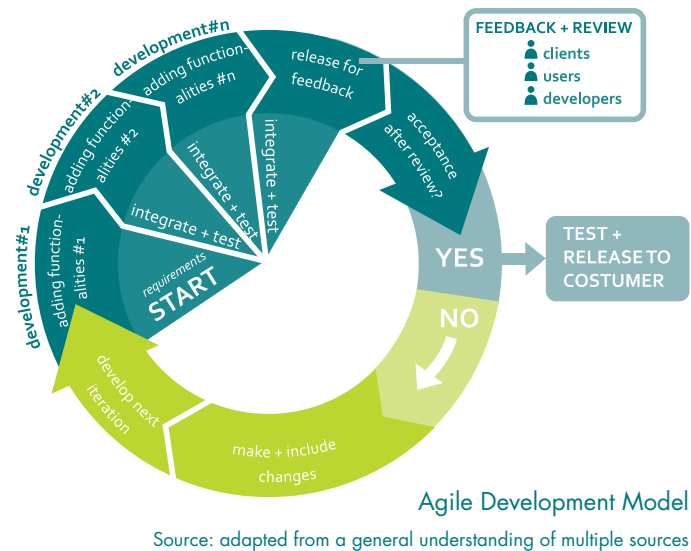 FEEDBACK + REVIEW
clients
users
developers
development#n
development#2
development#1
release for
feedback
adding function-
alities #n
adding function-
alities #2
adding function-
alities #1
integrate + test
integrate + test
integrate + test
requirements
START
acceptance
after review?
YES
TEST +
RELEASE TO
COSTUMER
NO
make + include
changes
develop next
iteration
Agile Development Model
Source: adapted from a general understanding of multiple sources